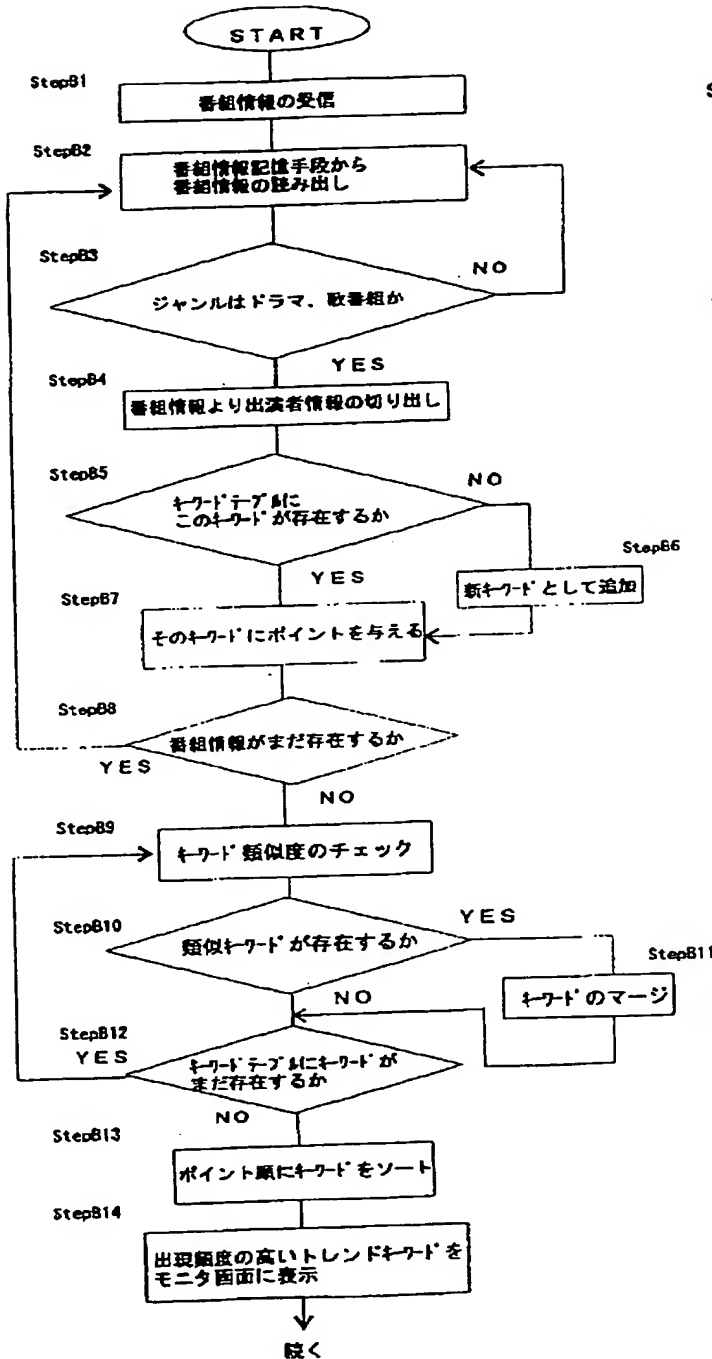 START
StepB1
番組情報の受信
StepB2
番組情報記憶手段から
番組情報の読み出し
StepB3
NO
ジャンルはドラマ、歌番組か
YES
StepB4
番組情報より出演者情報の切り出し
StepB5
NO
キーワードテーブルに
このキーワードが存在するか
StepB6
YES
新キーワードとして追加
StepB7
そのキーワードにポイントを与える
StepB8
番組情報がまだ存在するか
YES
NO
StepB9
キーワード類似度のチェック
YES
StepB10
類似キーワードが存在するか
StepB11
キーワードのマージ
NO
StepB12
YES
キーワードテーブルにキーワードが
まだ存在するか
NO
StepB13
ポイント順にキーワードをソート
StepB14
出現頻度の高いトレンドキーワードを
モニタ画面に表示
続く
S